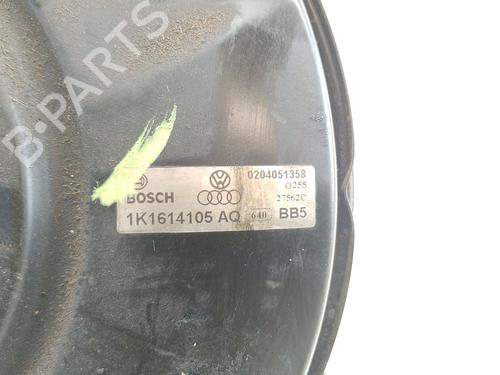 B-PARTS
BOSCH
0204051358
O255
27562C
1K1614105 AQ 640 BB5